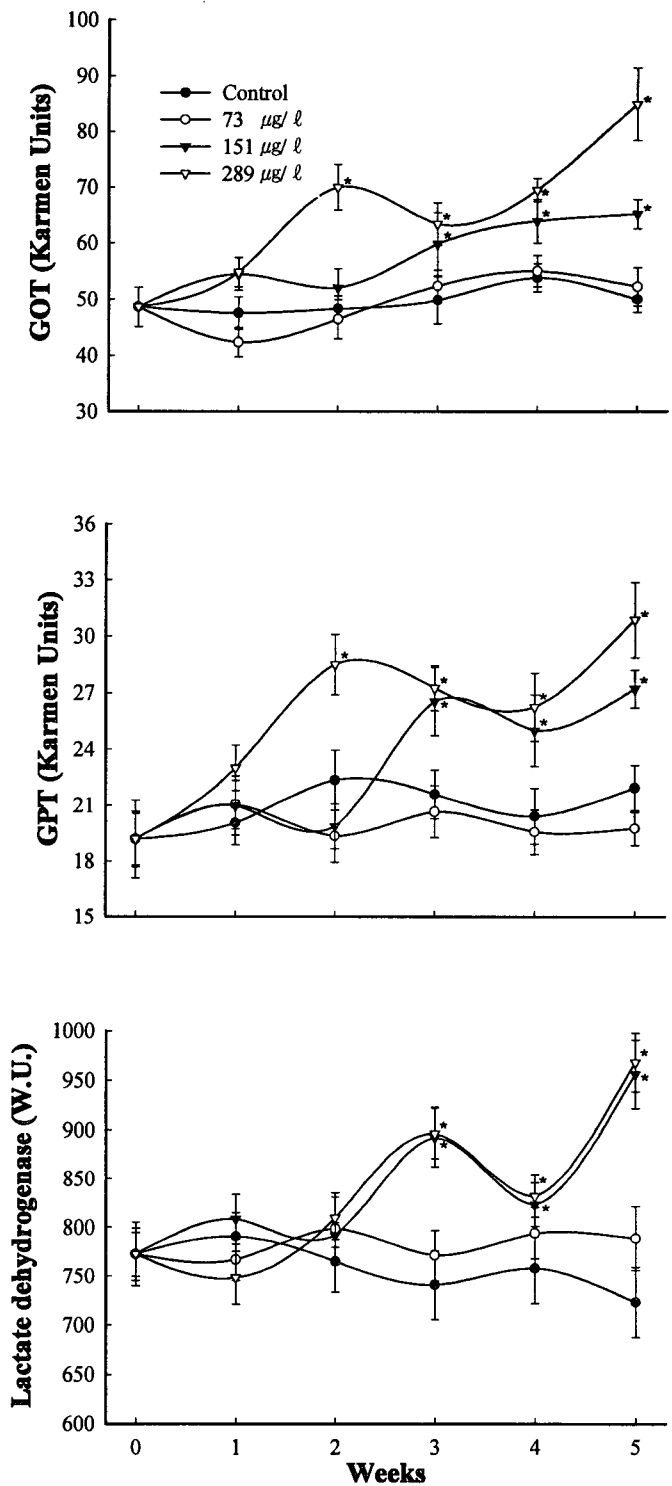 100
90
80
70
60
50
40
30
GOT (Karmen Units)
Control
73 μg/ ℓ
151 μg/ ℓ
289 μg/ ℓ
* * * * * * *
36
33
30
27
24
21
18
15
GPT (Karmen Units)
* * * * * * *
1000
950
900
850
800
750
700
650
600
Lactate dehydrogenase (W.U.)
* * * * * *
0 1 2 3 4 5
Weeks